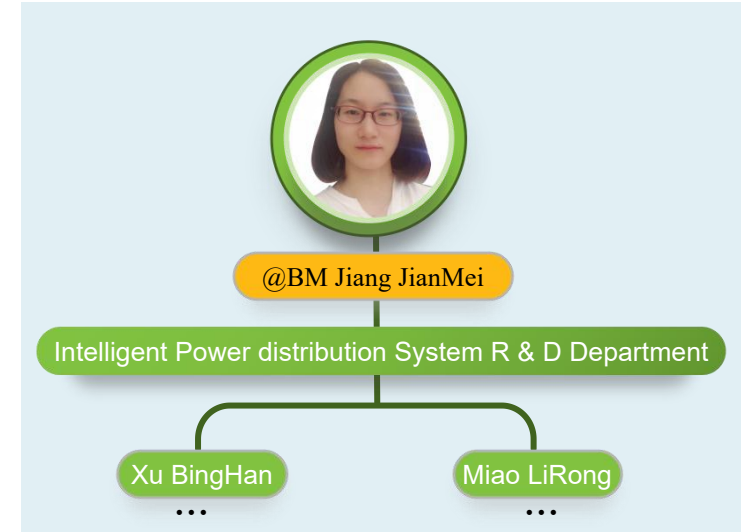 @BM Jiang JianMei
Intelligent Power distribution System R & D Department
Xu BingHan
Miao LiRong
...
...